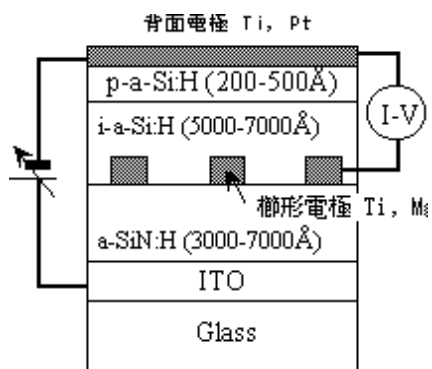 背面電極 Ti, Pt
p-a-Si:H (200-500Å)
i-a-Si:H (5000-7000Å)
I-V
櫛形電極 Ti,
a-SiN:H (3000-7000Å)
ITO
Glass